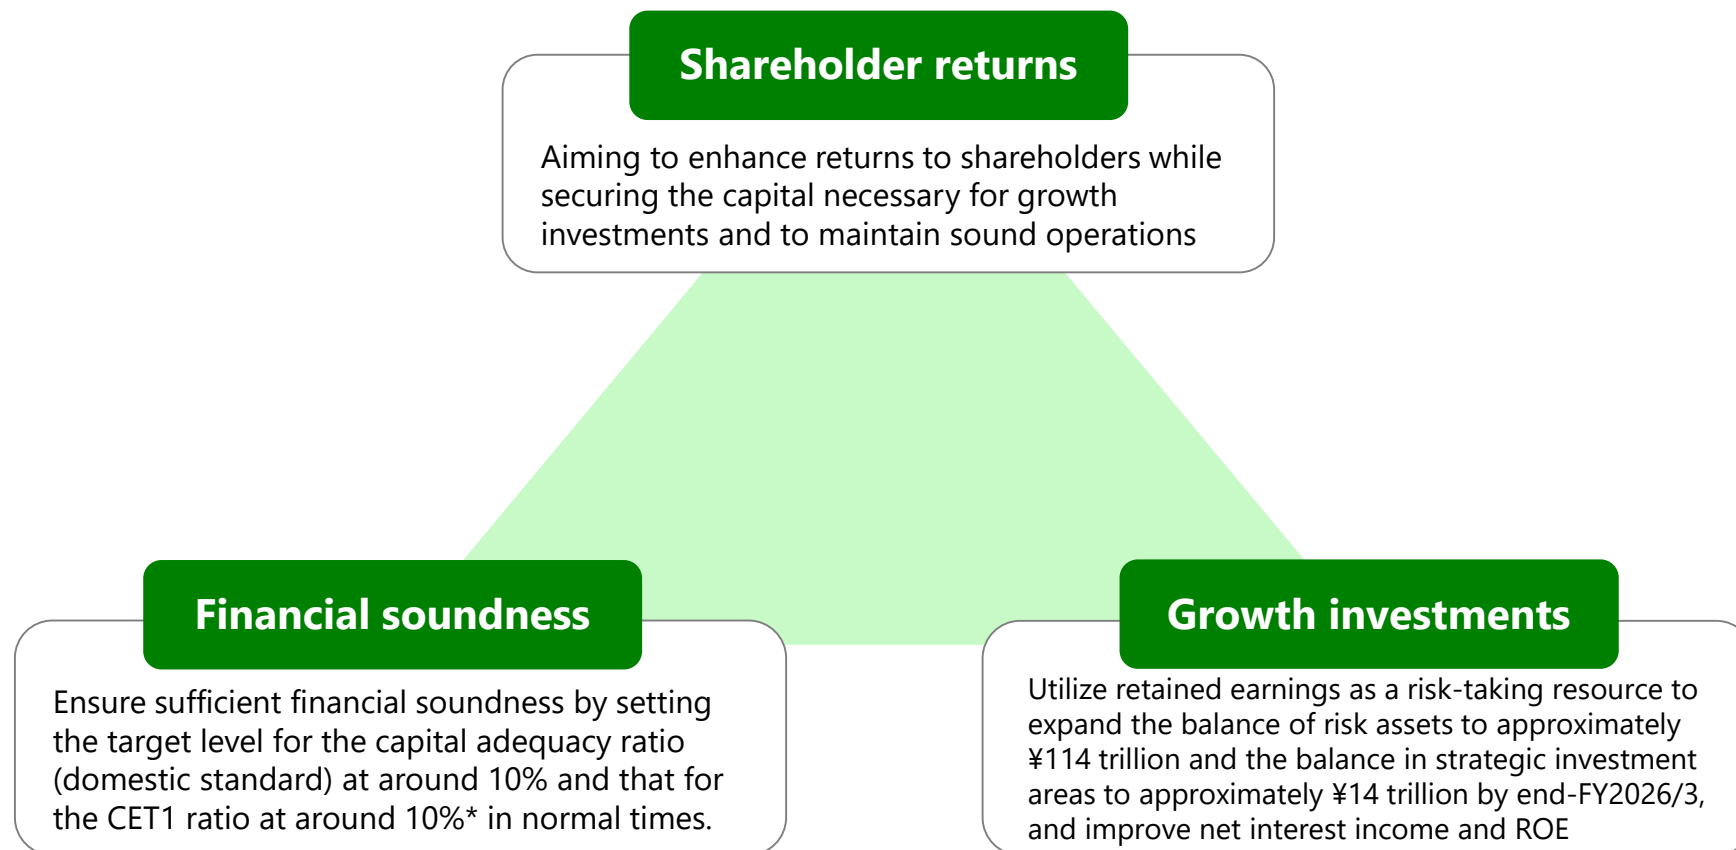 Shareholder returns
Aiming to enhance returns to shareholders while
securing the capital necessary for growth
investments and to maintain sound operations
Financial soundness
Ensure sufficient financial soundness by setting
the target level for the capital adequacy ratio
(domestic standard) at around 10% and that for
the CET1 ratio at around 10%* in normal times.
Growth investments
Utilize retained earnings as a risk-taking resource to
expand the balance of risk assets to approximately
¥114 trillion and the balance in strategic investment
areas to approximately ¥14 trillion by end-FY2026/3,
and improve net interest income and ROE